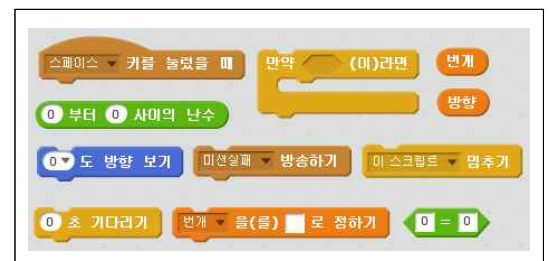 스페이스 키를 눌렸을 때 만약 (이)라면 번개
방향
0 부터 0 사이의 난수
0 도 방향 보기 미션실패 방송하기 이 스크립트 멈추기
0 초 기다리기 번개 을(를) 로 정하기 0 = 0